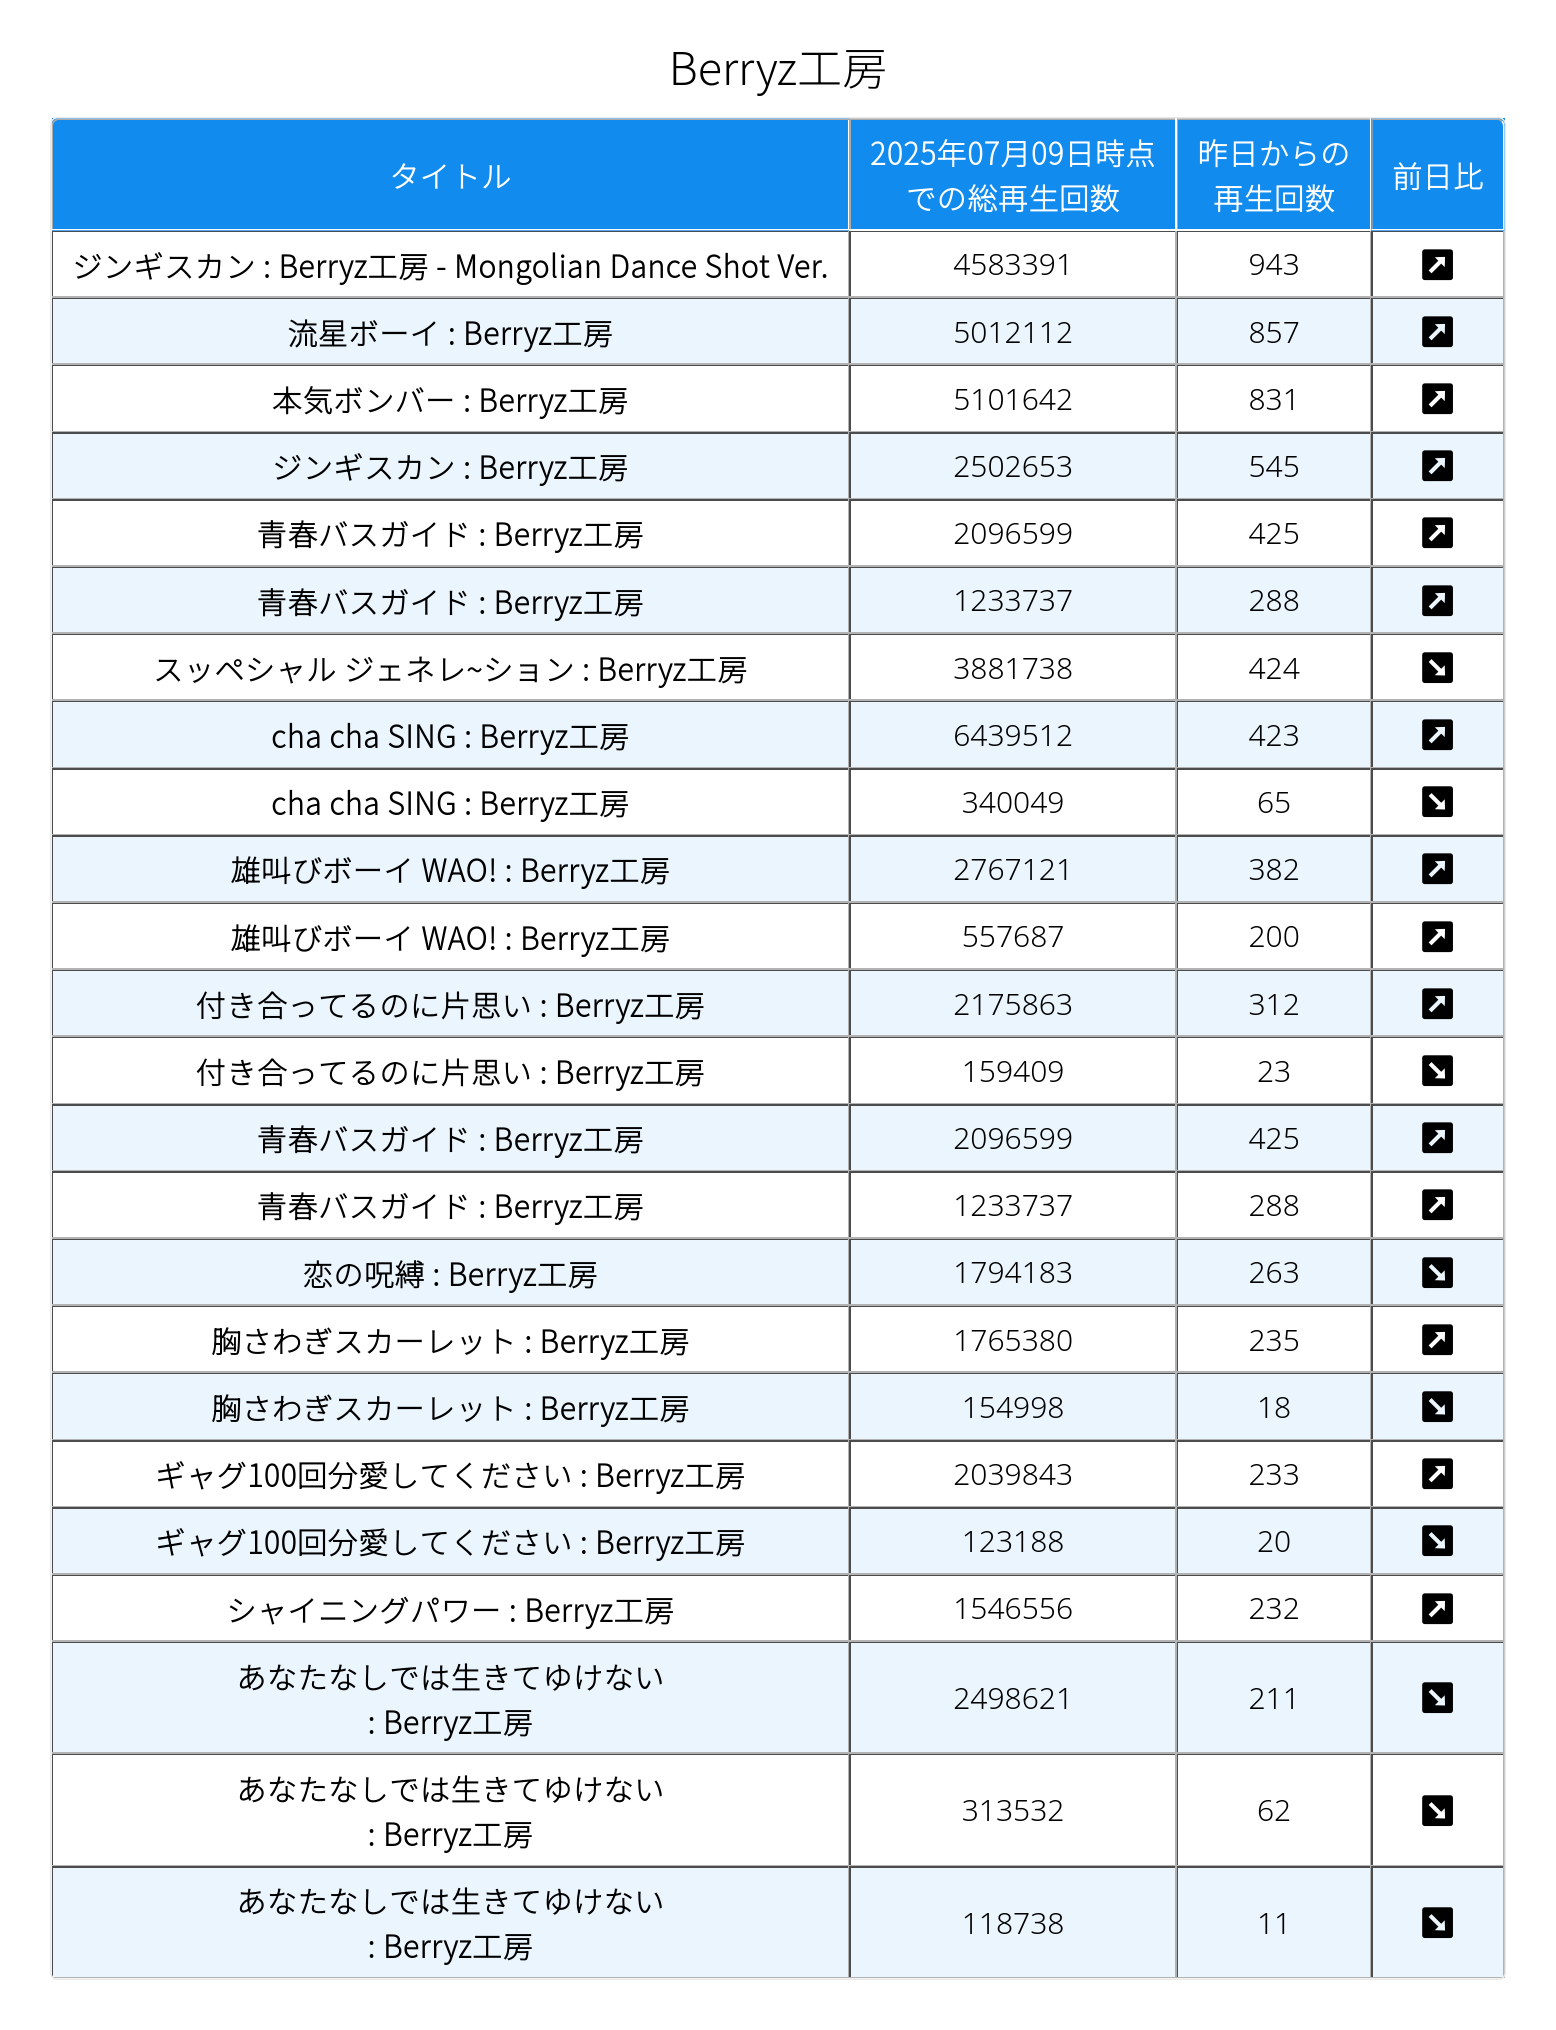 Berryz工房
タイトル 2025年07月09日時点 昨日からの 前日比
での総再生回数 再生回数
ジンギスカン : Berryz工房 - Mongolian Dance Shot Ver. 4583391 943 ↗
流星ボーイ : Berryz工房 5012112 857 ↗
本気ボンバー : Berryz工房 5101642 831 ↗
ジンギスカン : Berryz工房 2502653 545 ↗
青春バスガイド : Berryz工房 2096599 425 ↗
青春バスガイド : Berryz工房 1233737 288 ↗
スッペシャル ジェネレ~ション : Berryz工房 3881738 424 ↘
cha cha SING : Berryz工房 6439512 423 ↗
cha cha SING : Berryz工房 340049 65 ↘
雄叫びボーイ WAO! : Berryz工房 2767121 382 ↗
雄叫びボーイ WAO! : Berryz工房 557687 200 ↗
付き合ってるのに片思い : Berryz工房 2175863 312 ↗
付き合ってるのに片思い : Berryz工房 159409 23 ↘
青春バスガイド : Berryz工房 2096599 425 ↗
青春バスガイド : Berryz工房 1233737 288 ↗
恋の呪縛 : Berryz工房 1794183 263 ↘
胸さわぎスカーレット : Berryz工房 1765380 235 ↗
胸さわぎスカーレット : Berryz工房 154998 18 ↘
ギャグ100回分愛してください : Berryz工房 2039843 233 ↗
ギャグ100回分愛してください : Berryz工房 123188 20 ↘
シャイニングパワー : Berryz工房 1546556 232 ↗
あなたなしでは生きてゆけない
: Berryz工房 2498621 211 ↘
あなたなしでは生きてゆけない
: Berryz工房 313532 62 ↘
あなたなしでは生きてゆけない
: Berryz工房 118738 11 ↘